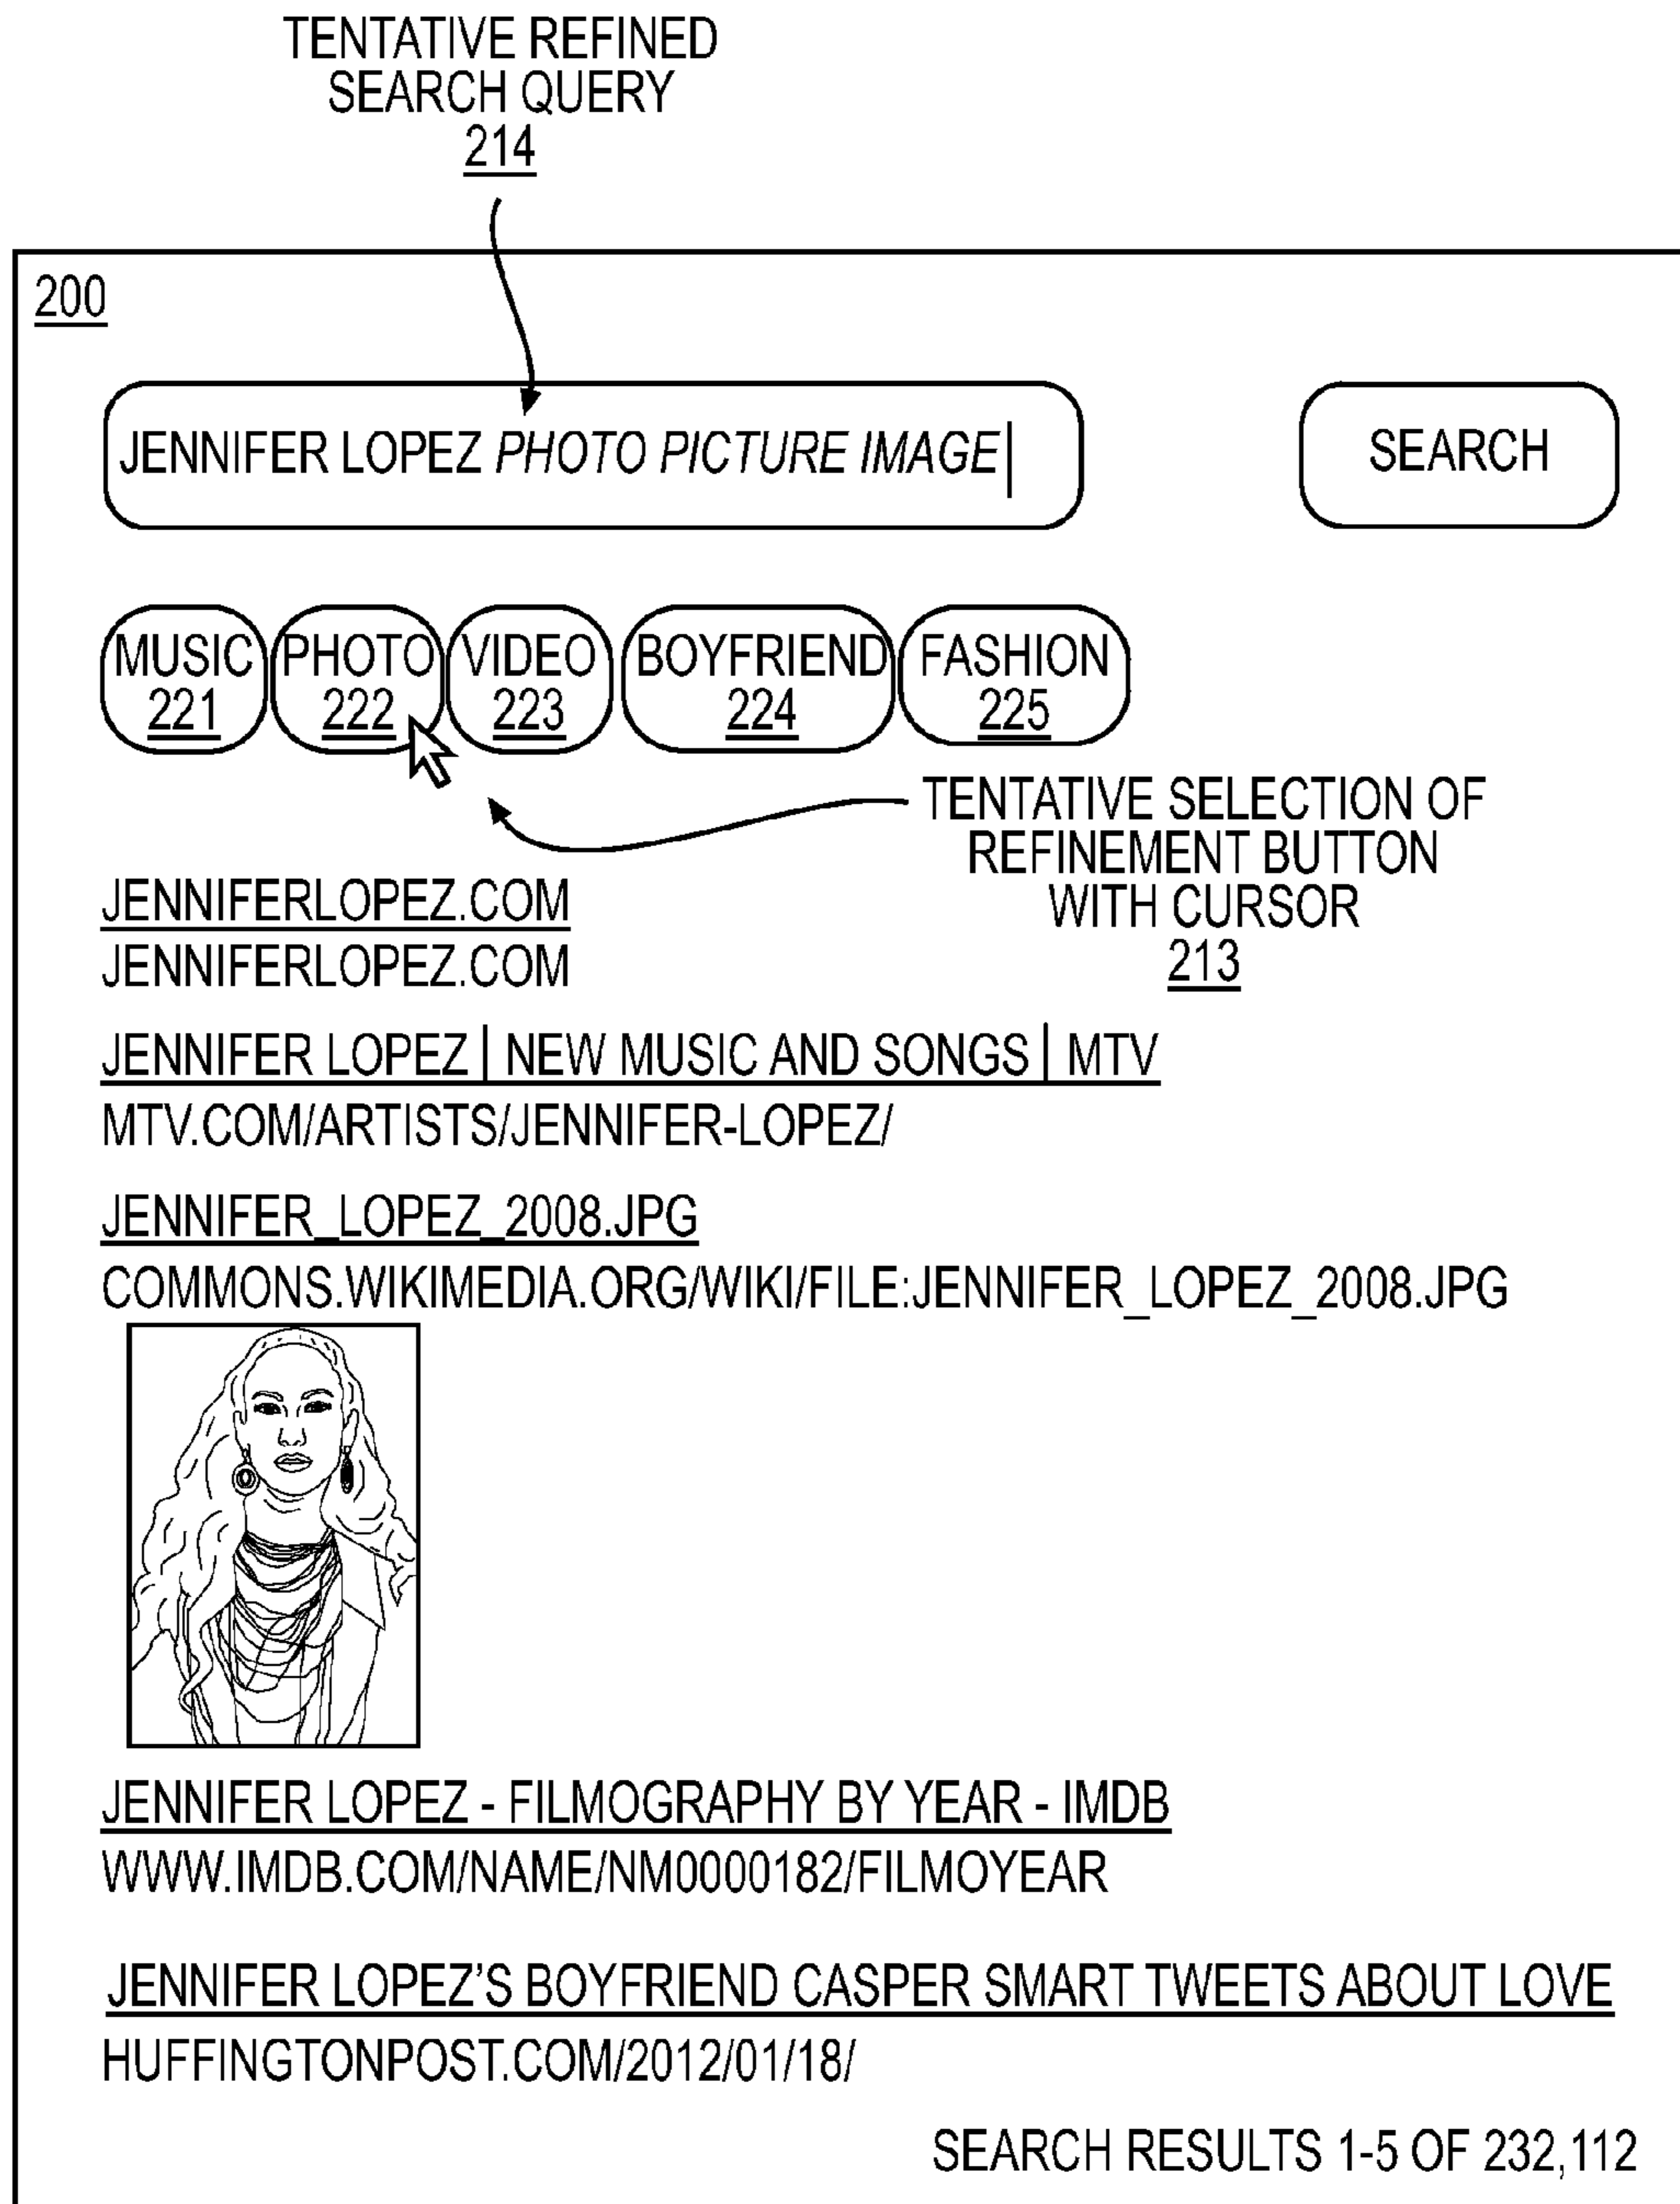 TENTATIVE REFINED
SEARCH QUERY
214
200
JENNIFER LOPEZ PHOTO PICTURE IMAGE
SEARCH
MUSIC PHOTO VIDEO BOYFRIEND FASHION
221 222 223 224 225
TENTATIVE SELECTION OF
REFINEMENT BUTTON
WITH CURSOR
213
JENNIFERLOPEZ.COM
JENNIFERLOPEZ.COM
JENNIFER LOPEZ | NEW MUSIC AND SONGS | MTV
MTV.COM/ARTISTS/JENNIFER-LOPEZ/
JENNIFER_LOPEZ_2008.JPG
COMMONS.WIKIMEDIA.ORG/WIKI/FILE:JENNIFER_LOPEZ_2008.JPG
JENNIFER LOPEZ - FILMOGRAPHY BY YEAR - IMDB
WWW.IMDB.COM/NAME/NM0000182/FILMOYEAR
JENNIFER LOPEZ'S BOYFRIEND CASPER SMART TWEETS ABOUT LOVE
HUFFINGTONPOST.COM/2012/01/18/
SEARCH RESULTS 1-5 OF 232,112